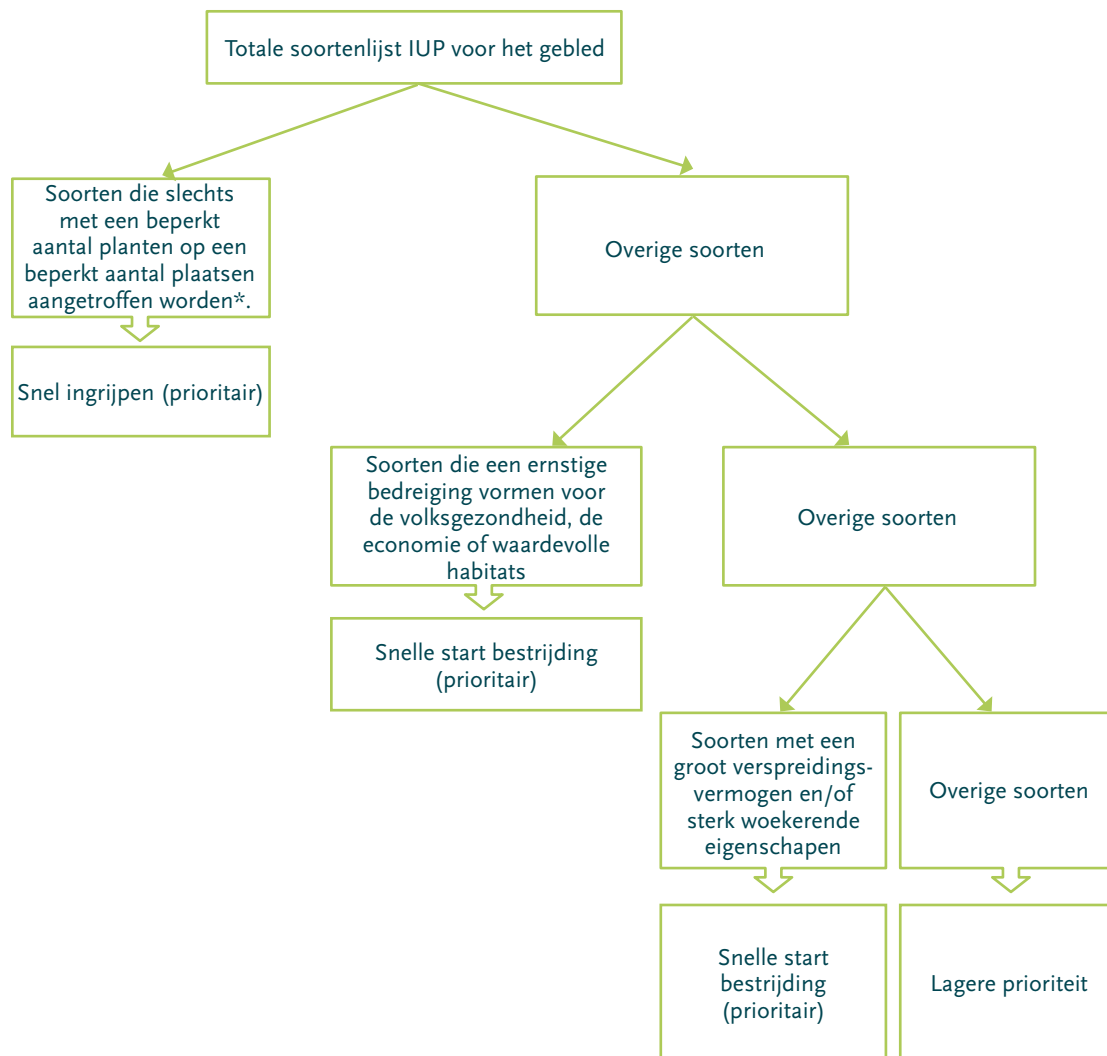 Totale soortenlijst IUP voor het gebled
Soorten die slechts
met een beperkt
aantal planten op een
beperkt aantal plaatsen
aangetroffen worden*.
Overige soorten
Snel ingrijpen (prioritair)
Soorten die een ernstige
bedreiging vormen voor
de volksgezondheid, de
economie of waardevolle
habitats
Overige soorten
Snelle start bestrijding
(prioritair)
Soorten met een
groot verspreidings-
vermogen en/of
sterk woekerende
eigenschapen
Overige soorten
Snelle start
bestrijding
(prioritair)
Lagere prioriteit